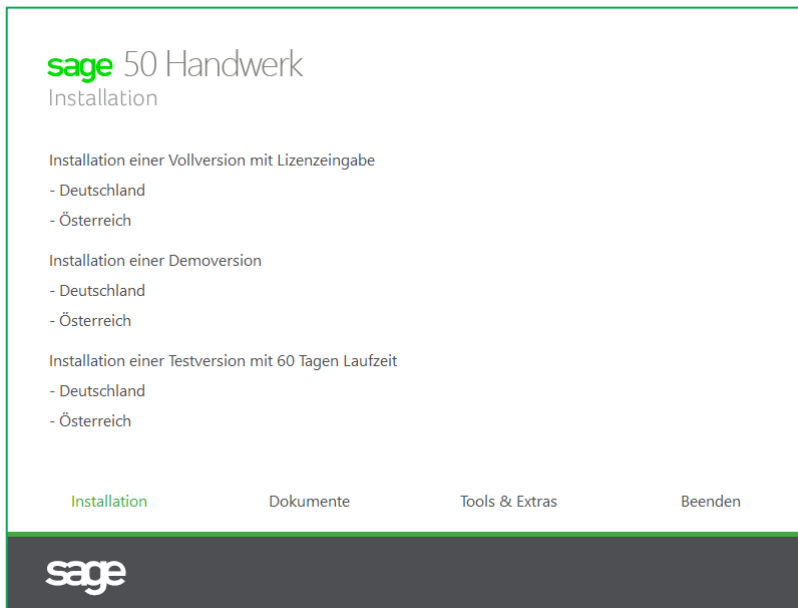 sage 50 Handwerk
Installation
Installation einer Vollversion mit Lizenzeingabe
- Deutschland
- Österreich
Installation einer Demoversion
- Deutschland
- Österreich
Installation einer Testversion mit 60 Tagen Laufzeit
- Deutschland
- Österreich
Installation Dokumente Tools & Extras Beenden
sage